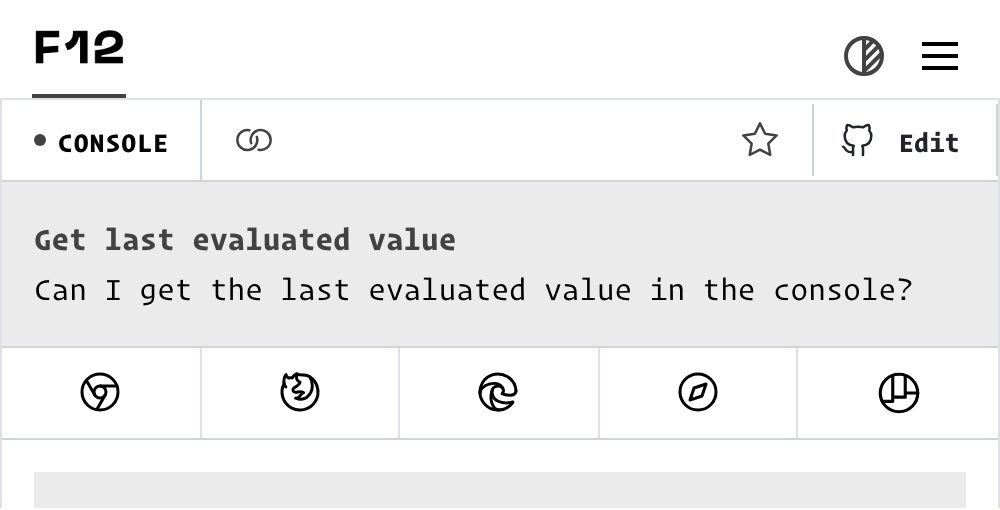 F12
CONSOLE
Edit
Get last evaluated value
Can I get the last evaluated value in the console?